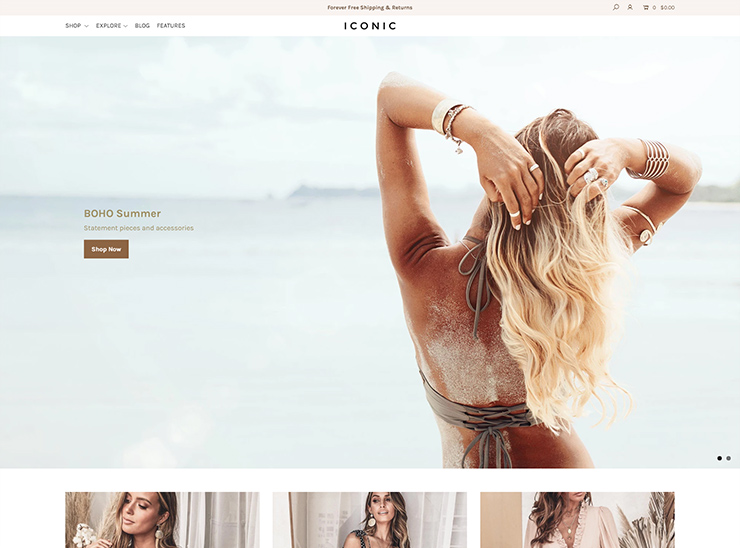 Forever Free Shipping & Returns
0 $0.00
SHOP EXPLORE BLOG FEATURES
ICONIC
BOHO Summer
Statement pieces and accessories
Shop Now